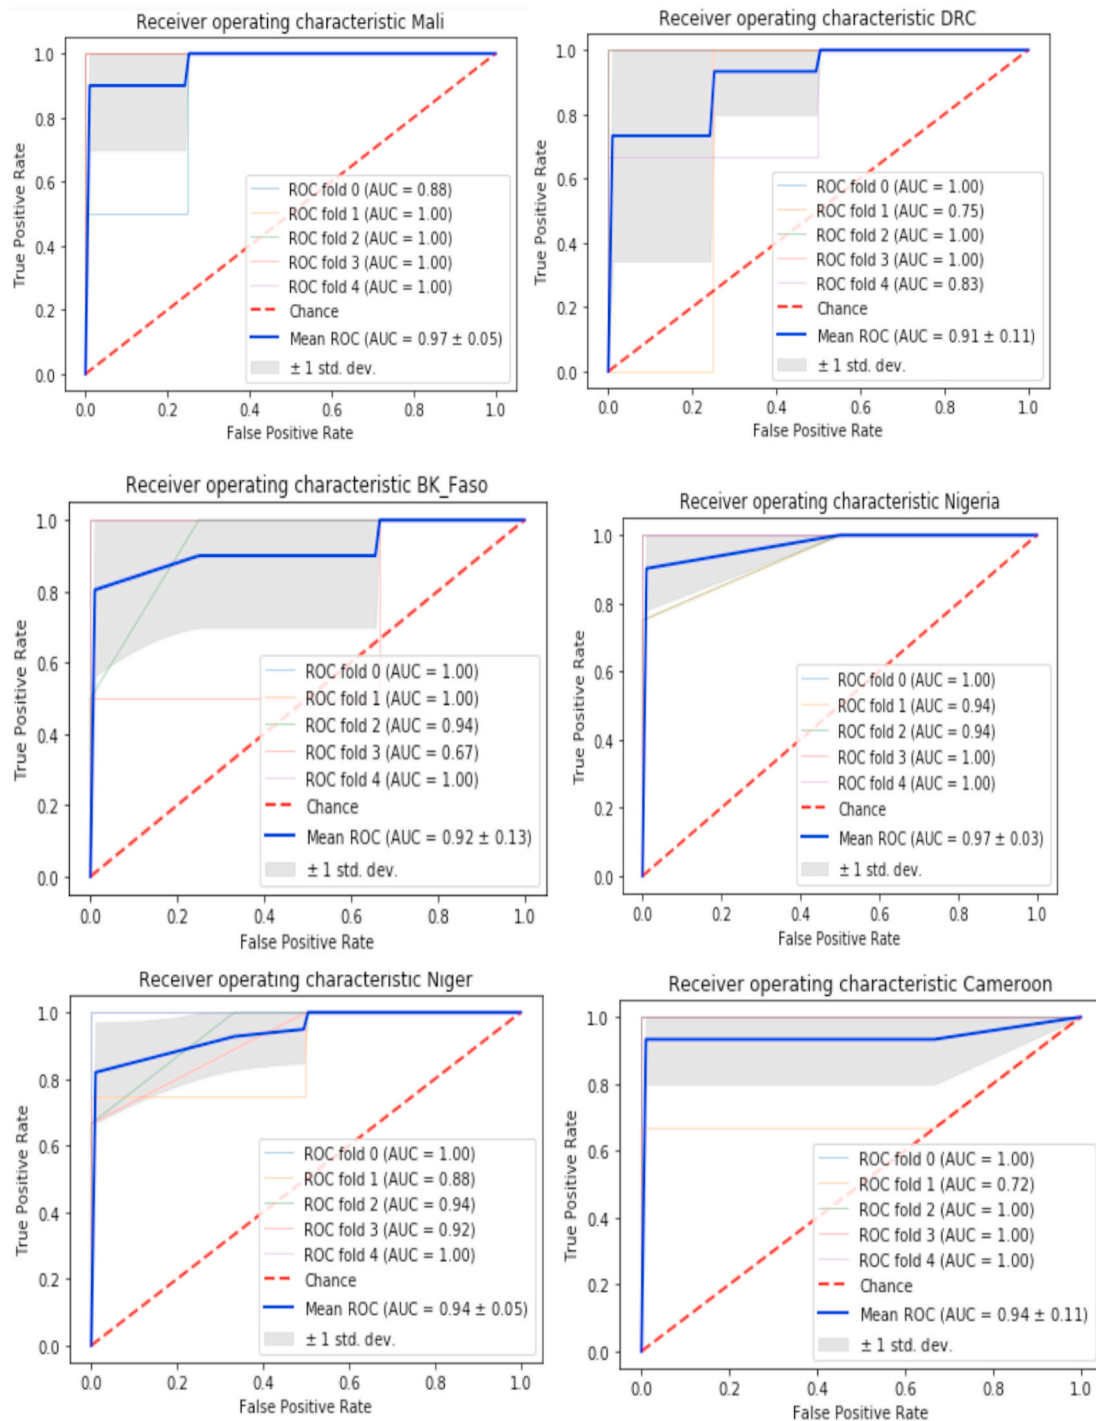 Receiver operating characteristic Mali
1.0
0.8
0.6
0.4
0.2
0.0
True Positive Rate
ROC fold 0 (AUC = 0.88)
ROC fold 1 (AUC = 1.00)
ROC fold 2 (AUC = 1.00)
ROC fold 3 (AUC = 1.00)
ROC fold 4 (AUC = 1.00)
Chance
Mean ROC (AUC = 0.97 ± 0.05)
± 1 std. dev.
0.0 0.2 0.4 0.6 0.8 1.0
False Positive Rate
Receiver operating characteristic DRC
1.0
0.8
0.6
0.4
0.2
0.0
True Positive Rate
ROC fold 0 (AUC = 1.00)
ROC fold 1 (AUC = 0.75)
ROC fold 2 (AUC = 1.00)
ROC fold 3 (AUC = 1.00)
ROC fold 4 (AUC = 0.83)
Chance
Mean ROC (AUC = 0.91 ± 0.11)
± 1 std. dev.
0.0 0.2 0.4 0.6 0.8 1.0
False Positive Rate
Receiver operating characteristic BK_Faso
1.0
0.8
0.6
0.4
0.2
0.0
True Positive Rate
ROC fold 0 (AUC = 1.00)
ROC fold 1 (AUC = 1.00)
ROC fold 2 (AUC = 0.94)
ROC fold 3 (AUC = 0.67)
ROC fold 4 (AUC = 1.00)
Chance
Mean ROC (AUC = 0.92 ± 0.13)
± 1 std. dev.
0.0 0.2 0.4 0.6 0.8 1.0
False Positive Rate
Receiver operating characteristic Nigeria
1.0
0.8
0.6
0.4
0.2
0.0
True Positive Rate
ROC fold 0 (AUC = 1.00)
ROC fold 1 (AUC = 0.94)
ROC fold 2 (AUC = 0.94)
ROC fold 3 (AUC = 1.00)
ROC fold 4 (AUC = 1.00)
Chance
Mean ROC (AUC = 0.97 ± 0.03)
± 1 std. dev.
0.0 0.2 0.4 0.6 0.8 1.0
False Positive Rate
Receiver operating characteristic Niger
1.0
0.8
0.6
0.4
0.2
0.0
True Positive Rate
ROC fold 0 (AUC = 1.00)
ROC fold 1 (AUC = 0.88)
ROC fold 2 (AUC = 0.94)
ROC fold 3 (AUC = 0.92)
ROC fold 4 (AUC = 1.00)
Chance
Mean ROC (AUC = 0.94 ± 0.05)
± 1 std. dev.
0.0 0.2 0.4 0.6 0.8 1.0
False Positive Rate
Receiver operating characteristic Cameroon
1.0
0.8
0.6
0.4
0.2
0.0
True Positive Rate
ROC fold 0 (AUC = 1.00)
ROC fold 1 (AUC = 0.72)
ROC fold 2 (AUC = 1.00)
ROC fold 3 (AUC = 1.00)
ROC fold 4 (AUC = 1.00)
Chance
Mean ROC (AUC = 0.94 ± 0.11)
± 1 std. dev.
0.0 0.2 0.4 0.6 0.8 1.0
False Positive Rate